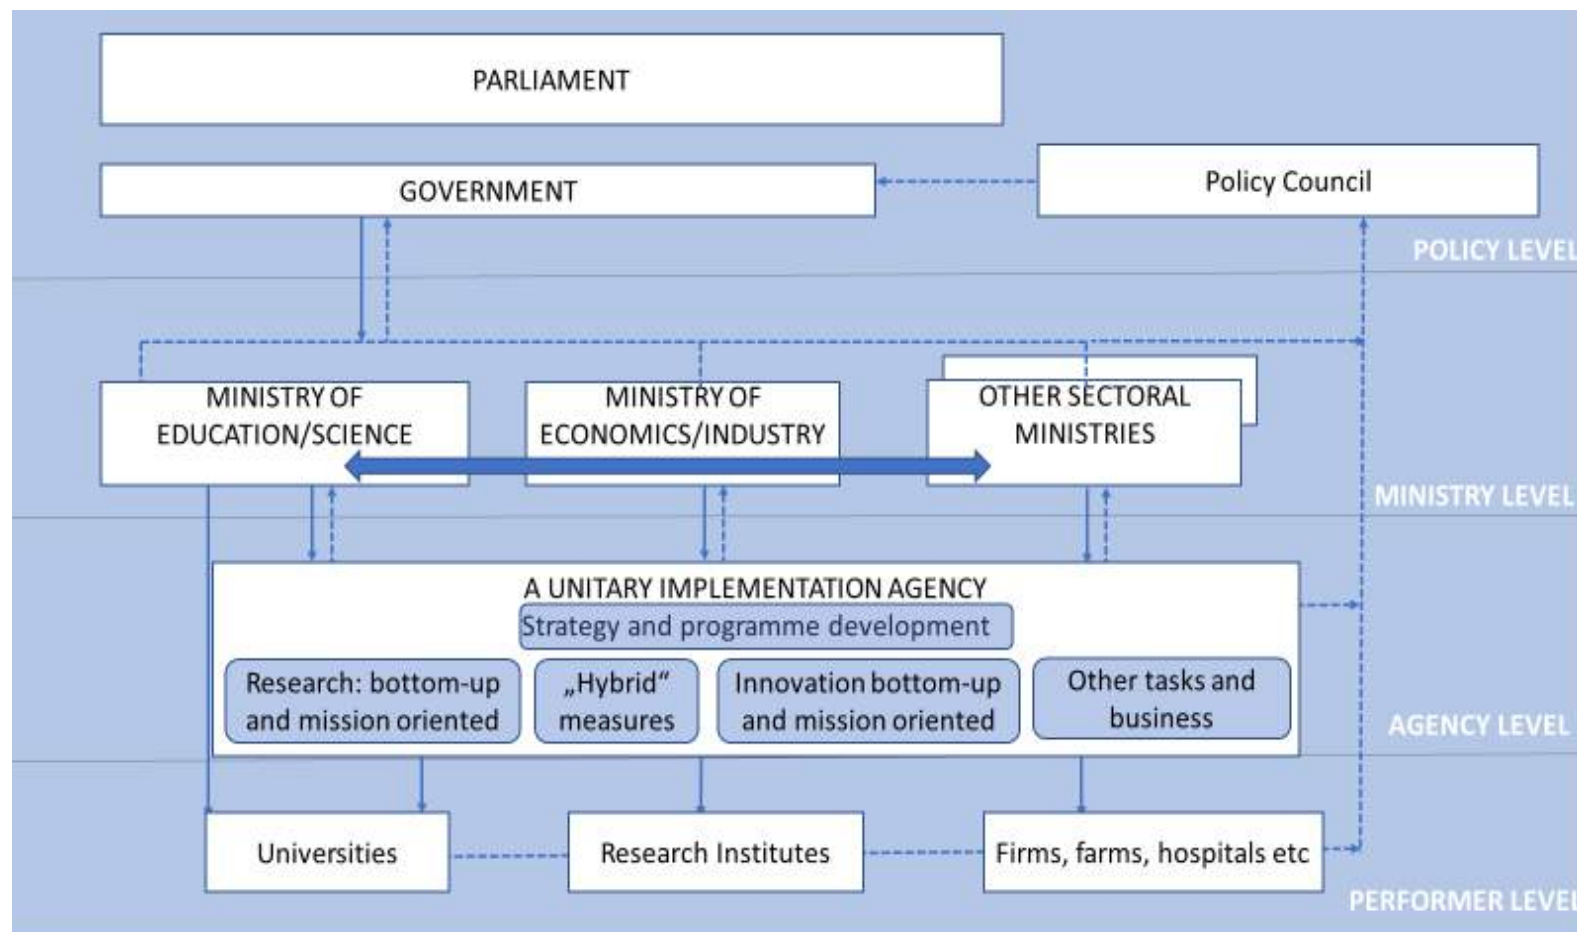 PARLIAMENT
GOVERNMENT
Policy Council
POLICY LEVEL
MINISTRY OF
EDUCATION/SCIENCE
MINISTRY OF
ECONOMICS/INDUSTRY
OTHER SECTORAL
MINISTRIES
MINISTRY LEVEL
A UNITARY IMPLEMENTATION AGENCY
Strategy and programme development
Research: bottom-up
and mission oriented
„Hybrid“
measures
Innovation bottom-up
and mission oriented
Other tasks and
business
AGENCY LEVEL
Universities
Research Institutes
Firms, farms, hospitals etc
PERFORMER LEVEL